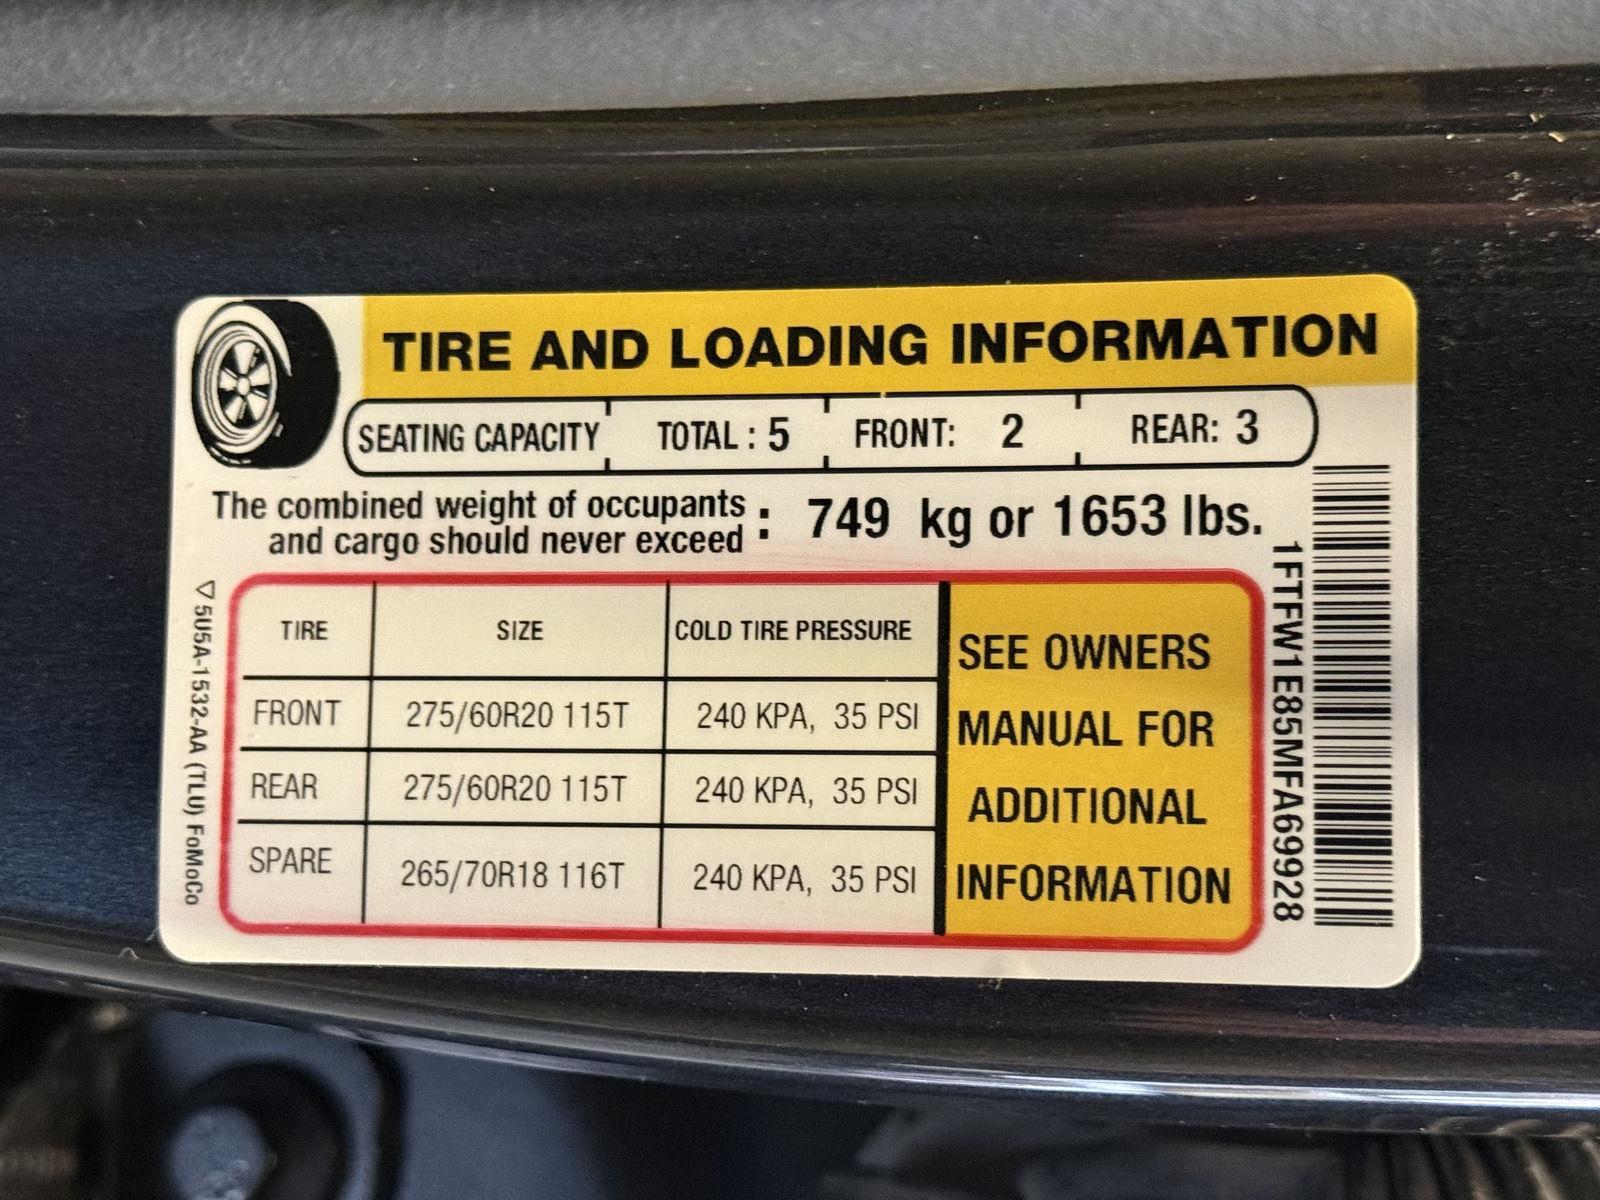 TIRE AND LOADING INFORMATION
SEATING CAPACITY TOTAL : 5 FRONT: 2 REAR: 3
The combined weight of occupants
and cargo should never exceed : 749 kg or 1653 lbs.
TIRE SIZE COLD TIRE PRESSURE
FRONT 275/60R20 115T 240 KPA, 35 PSI
REAR 275/60R20 115T 240 KPA, 35 PSI
SPARE 265/70R18 116T 240 KPA, 35 PSI
SEE OWNERS
MANUAL FOR
ADDITIONAL
INFORMATION
1FTFW1E85MFA69928
5U5A-1532-AA (TLU) FoMoCo